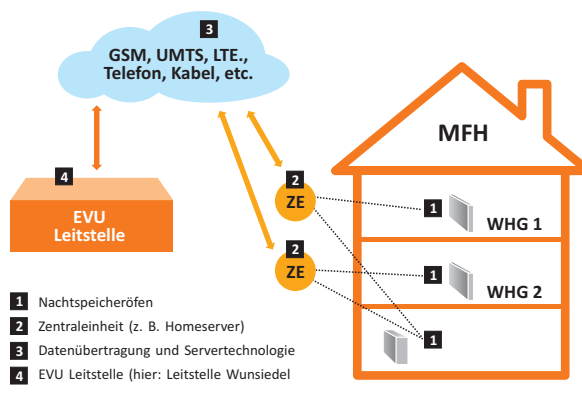 3
GSM, UMTS, LTE.,
Telefon, Kabel, etc.
MFH
4
EVU
Leitstelle
2
ZE
1
WHG 1
2
ZE
1
WHG 2
1
1 Nachtspeicheröfen
2 Zentraleinheit (z. B. Homeserver)
3 Datenübertragung und Servertechnologie
4 EVU Leitstelle (hier: Leitstelle Wunsiedel